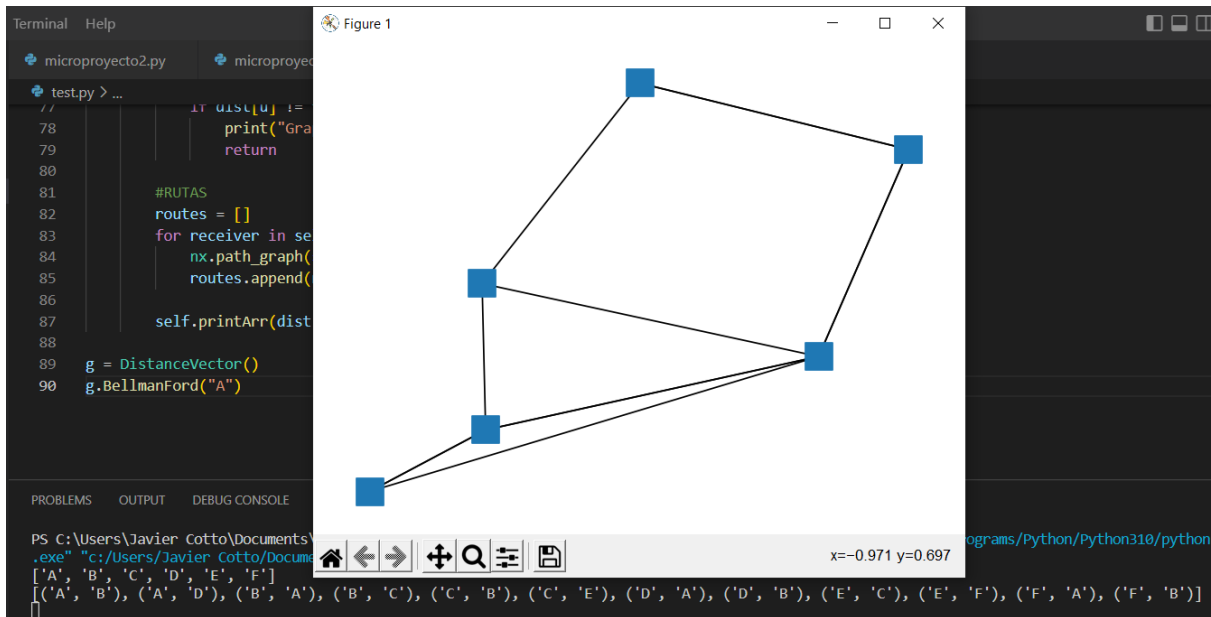 Terminal Help
Figure 1
microproyecto2.py microproyec
test.py > ...
77 if dist[u] !=
78 print("Gra
79 return
80
81 #RUTAS
82 routes = []
83 for receiver in se
84 nx.path_graph(
85 routes.append(
86
87 self.printArr(dist
88
89 g = DistanceVector()
90 g.BellmanFord("A")
PROBLEMS OUTPUT DEBUG CONSOLE
x=−0.971 y=0.697
PS C:\Users\Javier Cotto\Documents\ ograms/Python/Python310/python
.exe" "c:/Users/Javier Cotto/Docume
['A', 'B', 'C', 'D', 'E', 'F']
[('A', 'B'), ('A', 'D'), ('B', 'A'), ('B', 'C'), ('C', 'B'), ('C', 'E'), ('D', 'A'), ('D', 'B'), ('E', 'C'), ('E', 'F'), ('F', 'A'), ('F', 'B')]